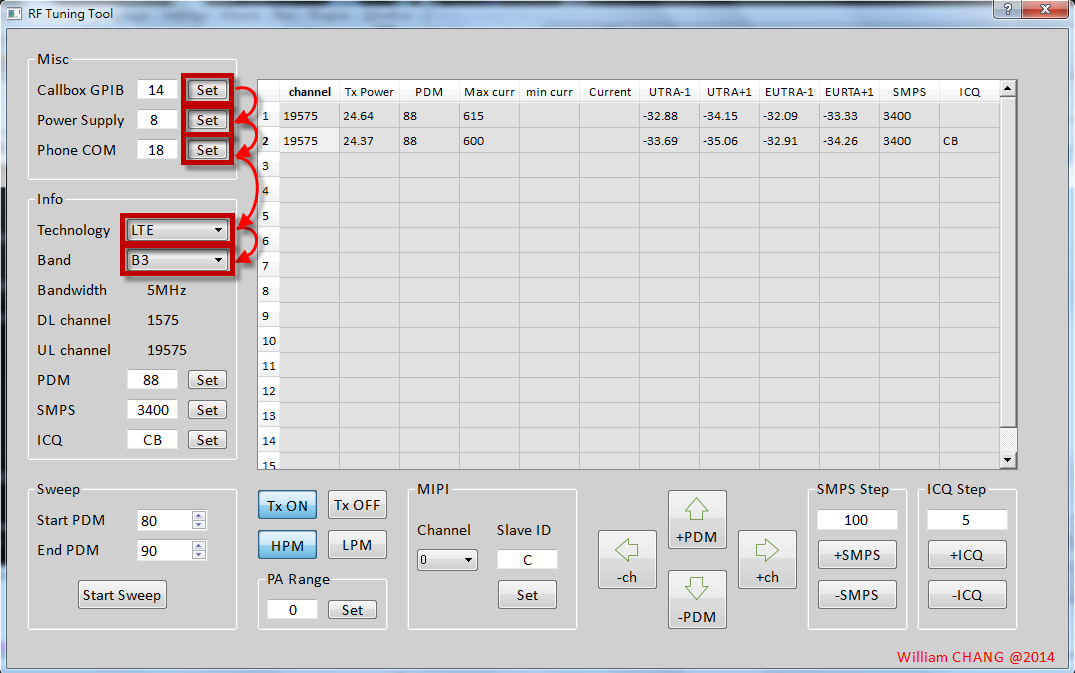 RF Tuning Tool
Misc
Callbox GPIB 14 Set
Power Supply 8 Set
Phone COM 18 Set
Info
Technology LTE
Band B3
Bandwidth 5MHz
DL channel 1575
UL channel 19575
PDM 88 Set
SMPS 3400 Set
ICQ CB Set
channel Tx Power PDM Max curr min curr Current UTRA-1 UTRA+1 EUTRA-1 EURTA+1 SMPS ICQ
1 19575 24.64 88 615 -32.88 -34.15 -32.09 -33.33 3400
2 19575 24.37 88 600 -33.69 -35.06 -32.91 -34.26 3400 CB
3
4
5
6
7
8
9
10
11
12
13
14
15
Sweep
Start PDM 80
End PDM 90
Start Sweep
Tx ON Tx OFF
HPM LPM
PA Range
0 Set
MIPI
Channel Slave ID
0 C
Set
+PDM
-ch +ch
-PDM
SMPS Step
100
+SMPS
-SMPS
ICQ Step
5
+ICQ
-ICQ
William CHANG @2014